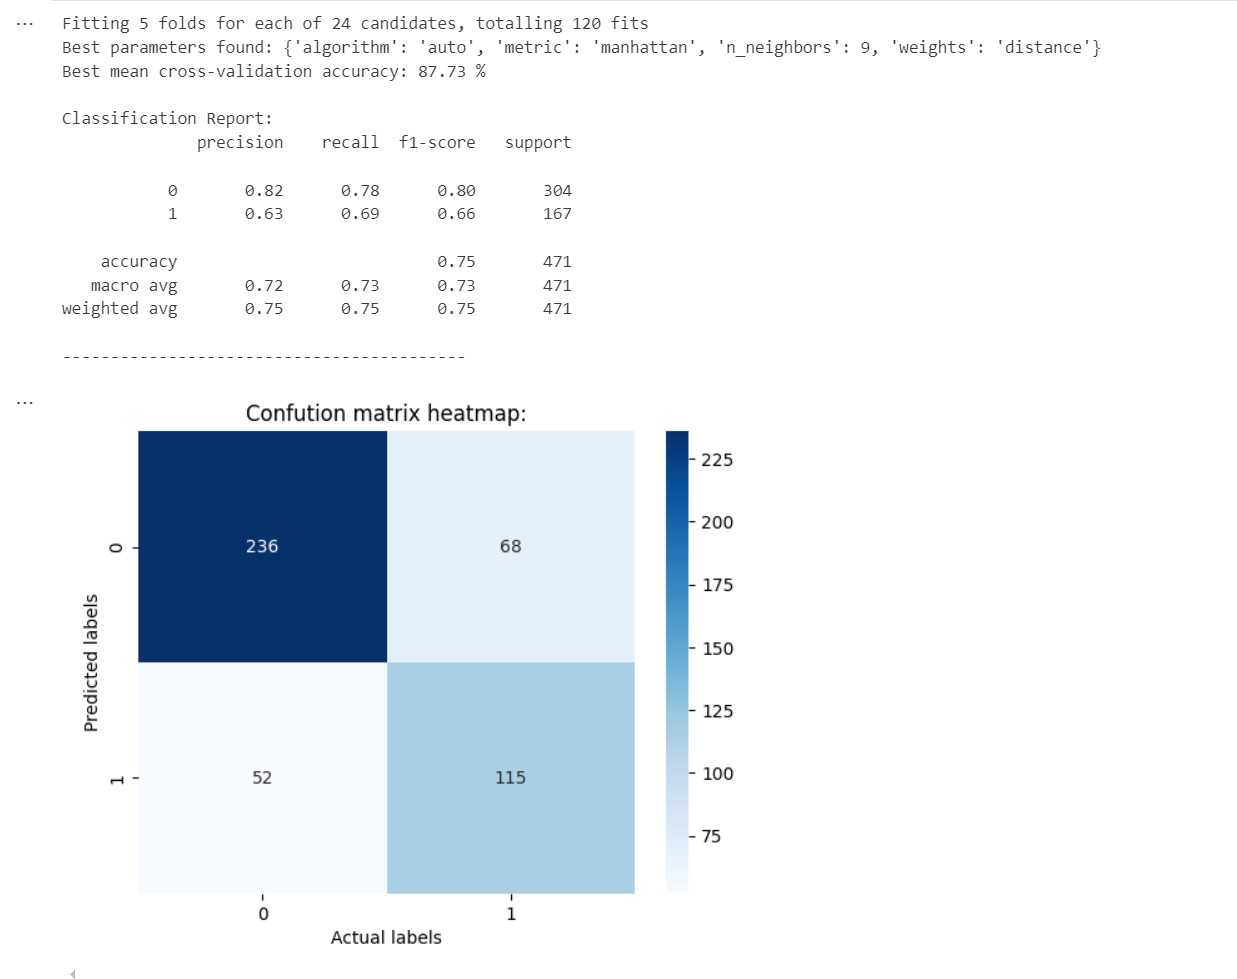 ...
Fitting 5 folds for each of 24 candidates, totalling 120 fits
Best parameters found: {'algorithm': 'auto', 'metric': 'manhattan', 'n_neighbors': 9, 'weights': 'distance'}
Best mean cross-validation accuracy: 87.73 %
Classification Report:
precision recall f1-score support
0 0.82 0.78 0.80 304
1 0.63 0.69 0.66 167
accuracy 0.75 471
macro avg 0.72 0.73 0.73 471
weighted avg 0.75 0.75 0.75 471
------------------------------------------
...
Confution matrix heatmap:
225
200
175
150
125
100
75
Predicted labels
0
236 68
1
52 115
0 1
Actual labels